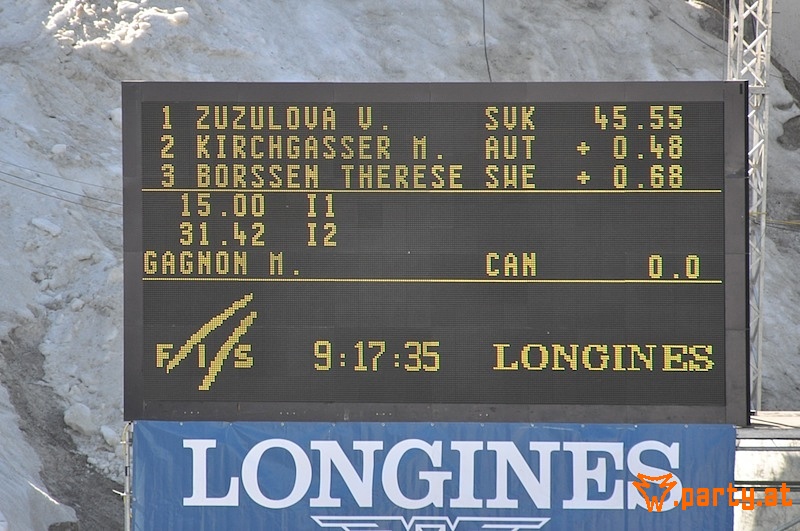 1 ZUZULOVA V. SVK 45.55
2 KIRCHGASSER M. AUT + 0.48
3 BORSSEN THERESE SWE + 0.68
15.00 I1
31.42 I2
GAGNON M. CAN 0.0
FIS 9:17:35 LONGINES
LONGINES
.party.at